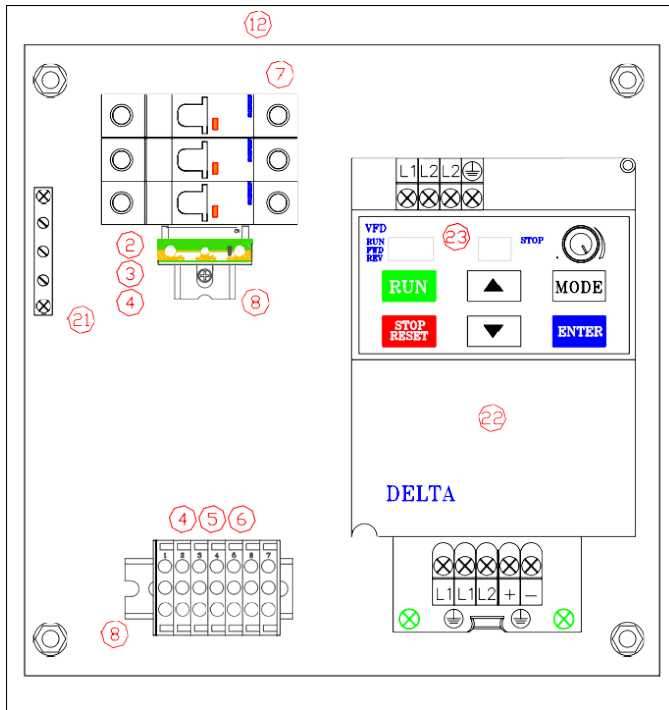 12
7
L1 L2 L2
2
VFD
23
RUN
STOP
FWD
REV
3
RUN
MODE
4
8
21
STOP
RESET
ENTER
22
DELTA
4 5 6
1 2 3 4 5 6 7
L1 L1 L2 + -
8